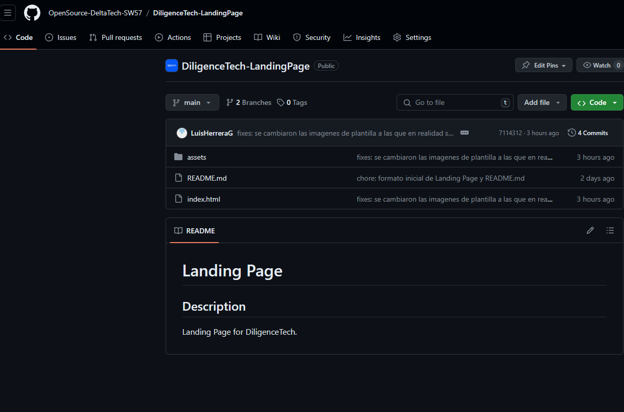 OpenSource-DeltaTech-SW57 / DiligenceTech-LandingPage
Code Issues Pull requests Actions Projects Wiki Security Insights Settings
DiligenceTech-LandingPage Public Edit Pins Watch 0
main 2 Branches 0 Tags Go to file t Add file Code
LuisHerreraG fixes: se cambiaron las imagenes de plantilla a las que en realidad s... 7114312 · 3 hours ago 4 Commits
assets fixes: se cambiaron las imagenes de plantilla a las que en rea... 3 hours ago
README.md chore: formato inicial de Landing Page y README.md 2 days ago
index.html fixes: se cambiaron las imagenes de plantilla a las que en rea... 3 hours ago
README
Landing Page
Description
Landing Page for DiligenceTech.